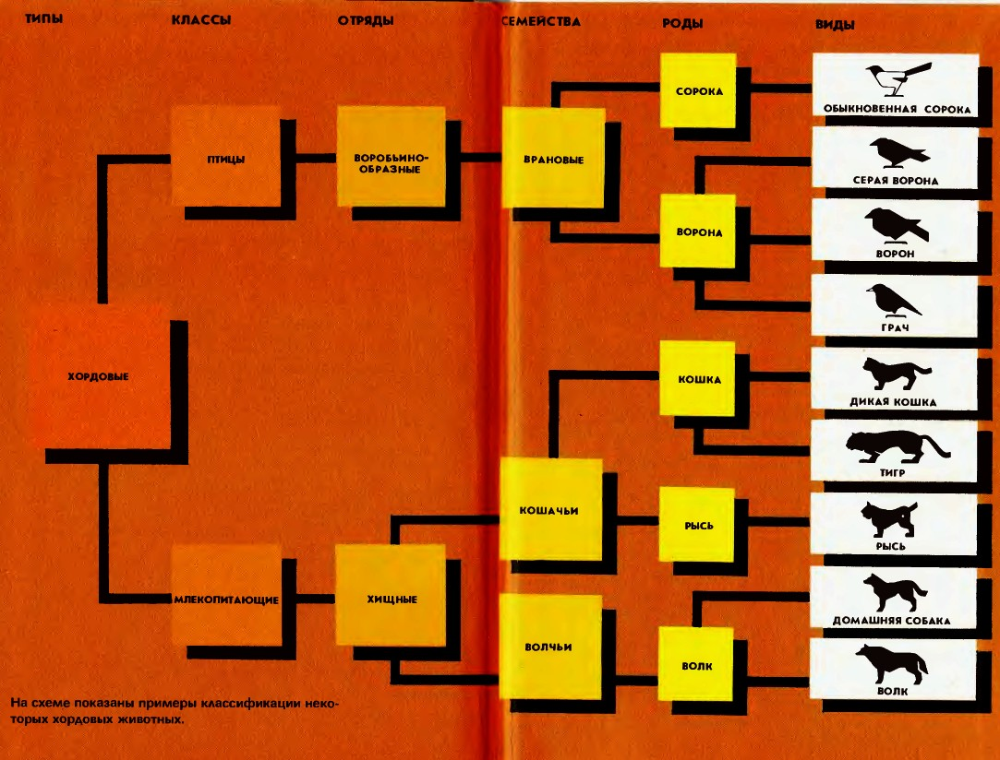 ТИПЫ
КЛАССЫ
ОТРЯДЫ
СЕМЕЙСТВА
РОДЫ
ВИДЫ
СОРОКА
ОБЫКНОВЕННАЯ СОРОКА
ПТИЦЫ
ВОРОБЬИНО-
ОБРАЗНЫЕ
ВРАНОВЫЕ
СЕРАЯ ВОРОНА
ВОРОНА
ВОРОН
ГРАЧ
ХОРДОВЫЕ
КОШКА
ДИКАЯ КОШКА
ТИГР
КОШАЧЬИ
РЫСЬ
РЫСЬ
МЛЕКОПИТАЮЩИЕ
ХИЩНЫЕ
ДОМАШНЯЯ СОБАКА
ВОЛЧЬИ
ВОЛК
ВОЛК
На схеме показаны примеры классификации неко-
торых хордовых животных.